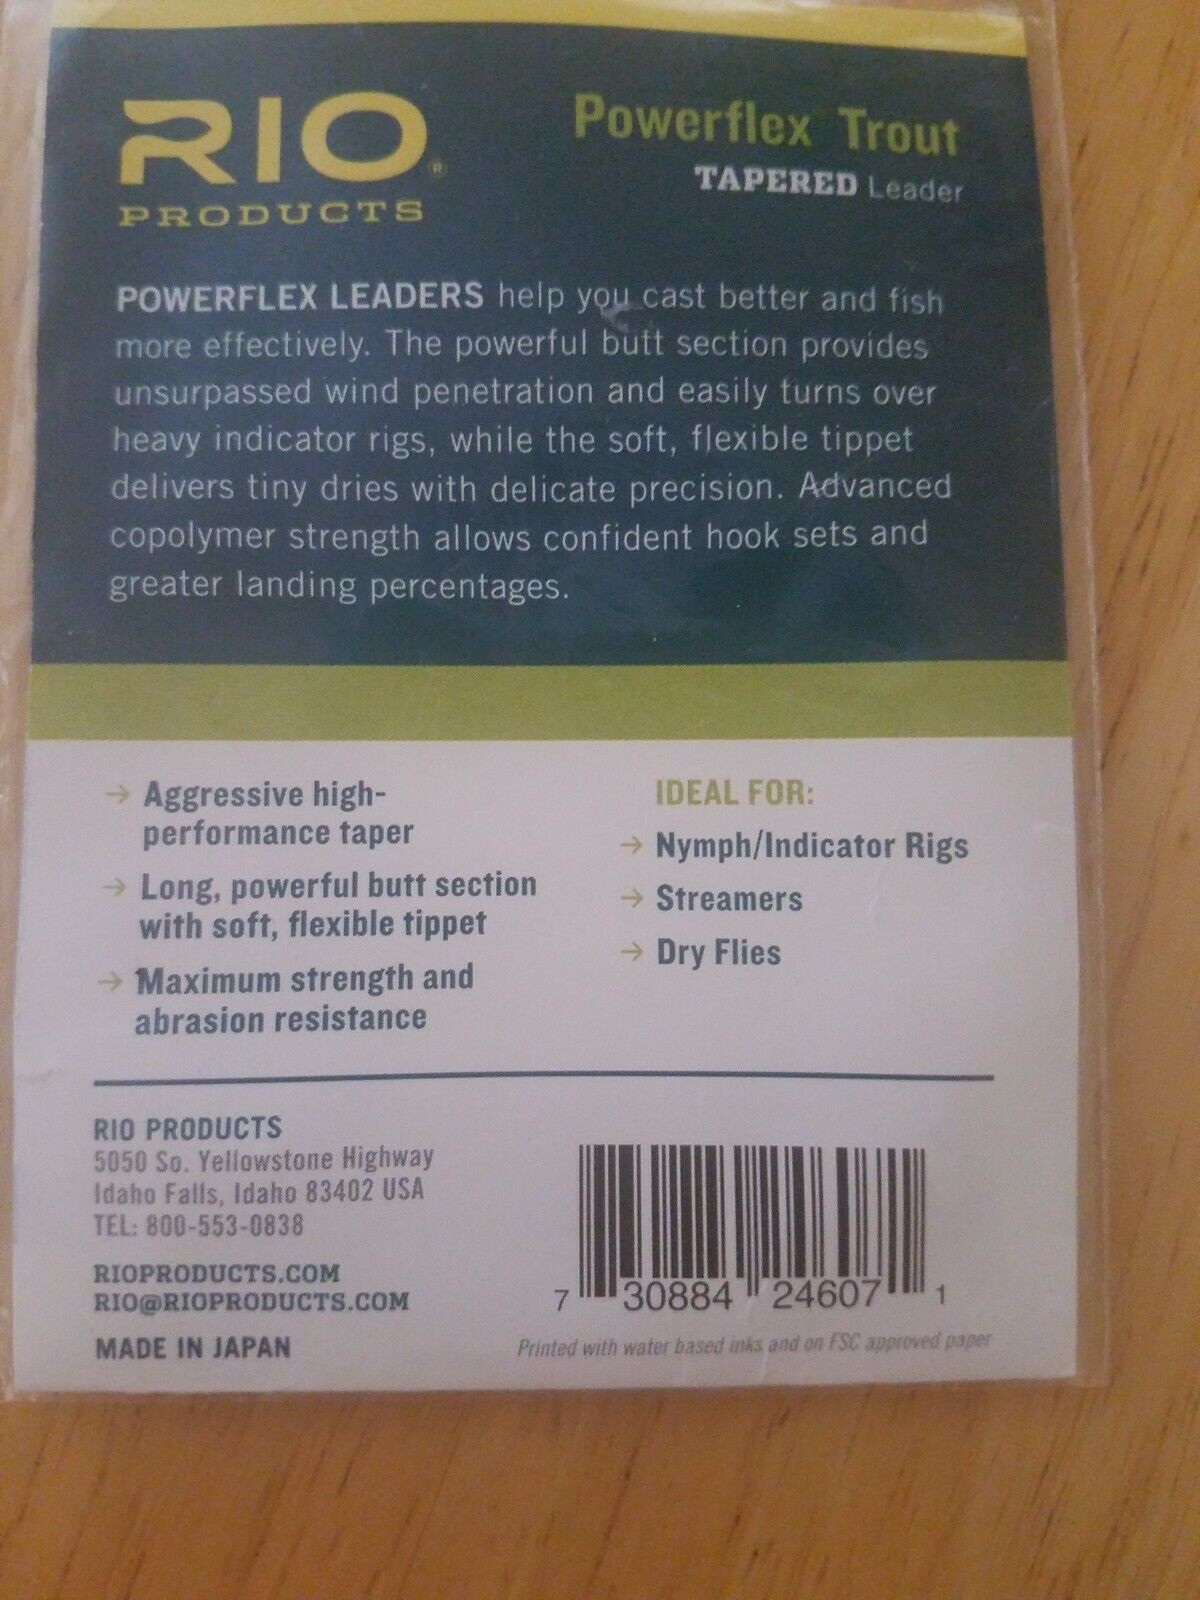 RIO®
PRODUCTS
Powerflex Trout
TAPERED Leader
POWERFLEX LEADERS help you cast better and fish
more effectively. The powerful butt section provides
unsurpassed wind penetration and easily turns over
heavy indicator rigs, while the soft, flexible tippet
delivers tiny dries with delicate precision. Advanced
copolymer strength allows confident hook sets and
greater landing percentages.
→ Aggressive high-
performance taper
→ Long, powerful butt section
with soft, flexible tippet
→ Maximum strength and
abrasion resistance
IDEAL FOR:
→ Nymph/Indicator Rigs
→ Streamers
→ Dry Flies
RIO PRODUCTS
5050 So. Yellowstone Highway
Idaho Falls, Idaho 83402 USA
TEL: 800-553-0838
RIOPRODUCTS.COM
RIO@RIOPRODUCTS.COM
MADE IN JAPAN
7 30884 24607 1
Printed with water based inks and on FSC approved paper